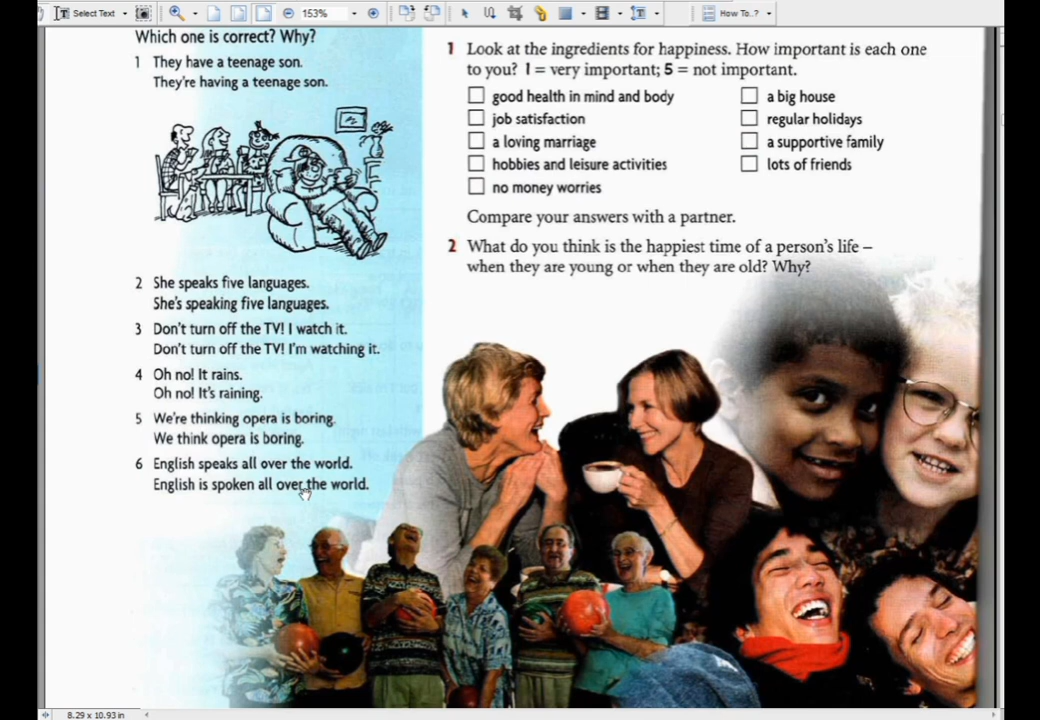 Select Text
153%
How To..?
Which one is correct? Why?
1 They have a teenage son.
They're having a teenage son.
2 She speaks five languages.
She's speaking five languages.
3 Don't turn off the TV! I watch it.
Don't turn off the TV! I'm watching it.
4 Oh no! It rains.
Oh no! It's raining.
5 We're thinking opera is boring.
We think opera is boring.
6 English speaks all over the world.
English is spoken all over the world.
1 Look at the ingredients for happiness. How important is each one
to you? 1 = very important; 5 = not important.
good health in mind and body
job satisfaction
a loving marriage
hobbies and leisure activities
no money worries
a big house
regular holidays
a supportive family
lots of friends
Compare your answers with a partner.
2 What do you think is the happiest time of a person's life –
when they are young or when they are old? Why?
8.29 x 10.93 in